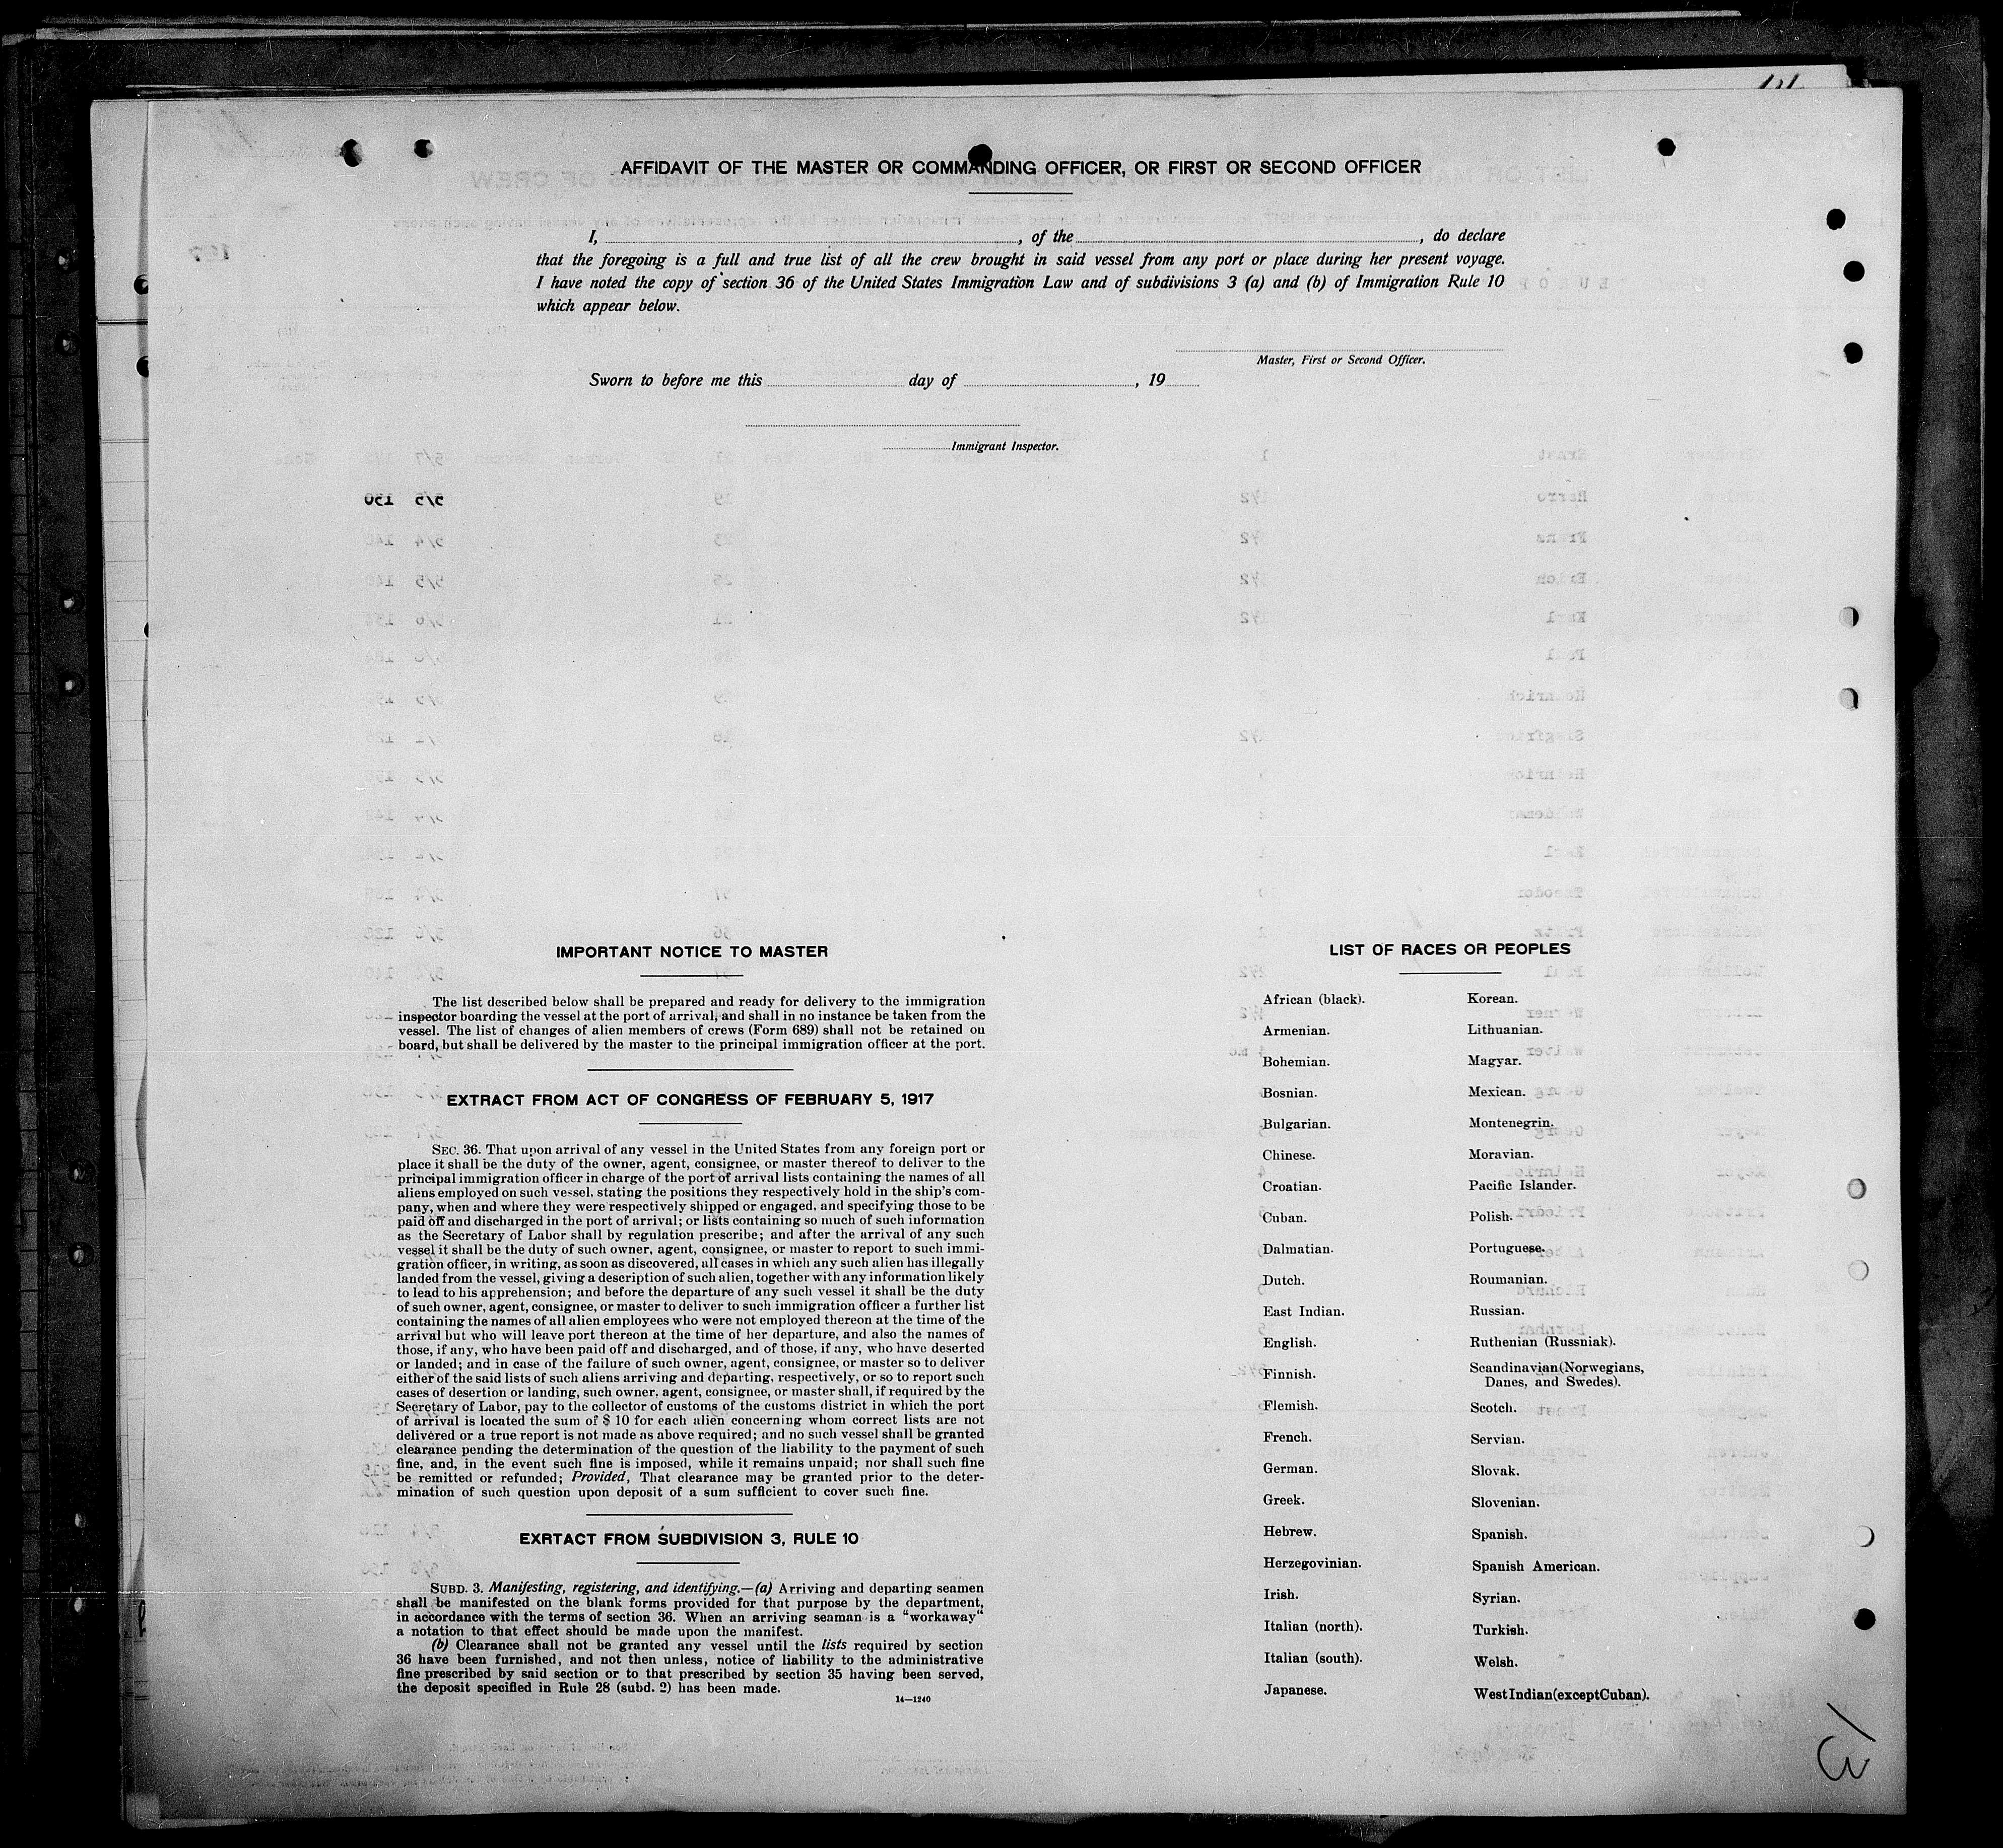 AFFIDAVIT OF THE MASTER OR COMMANDING OFFICER, OR FIRST OR SECOND OFFICER
I, , of the , do declare
that the foregoing is a full and true list of all the crew brought in said vessel from any port or place during her present voyage.
I have noted the copy of section 36 of the United States Immigration Law and of subdivisions 3 (a) and (b) of Immigration Rule 10
which appear below.
Master, First or Second Officer.
Sworn to before me this day of , 19
Immigrant Inspector.
IMPORTANT NOTICE TO MASTER
The list described below shall be prepared and ready for delivery to the immigration
inspector boarding the vessel at the port of arrival, and shall in no instance be taken from the
vessel. The list of changes of alien members of crews (Form 689) shall not be retained on
board, but shall be delivered by the master to the principal immigration officer at the port.
EXTRACT FROM ACT OF CONGRESS OF FEBRUARY 5, 1917
SEC. 36. That upon arrival of any vessel in the United States from any foreign port or
place it shall be the duty of the owner, agent, consignee, or master thereof to deliver to the
principal immigration officer in charge of the port of arrival lists containing the names of all
aliens employed on such vessel, stating the positions they respectively hold in the ship's com-
pany, when and where they were respectively shipped or engaged, and specifying those to be
paid off and discharged in the port of arrival; or lists containing so much of such information
as the Secretary of Labor shall by regulation prescribe; and after the arrival of any such
vessel it shall be the duty of such owner, agent, consignee, or master to report to such immi-
gration officer, in writing, as soon as discovered, all cases in which any such alien has illegally
landed from the vessel, giving a description of such alien, together with any information likely
to lead to his apprehension; and before the departure of any such vessel it shall be the duty
of such owner, agent, consignee, or master to deliver to such immigration officer a further list
containing the names of all alien employees who were not employed thereon at the time of the
arrival but who will leave port thereon at the time of her departure, and also the names of
those, if any, who have been paid off and discharged, and of those, if any, who have deserted
or landed; and in case of the failure of such owner, agent, consignee, or master so to deliver
either of the said lists of such aliens arriving and departing, respectively, or so to report such
cases of desertion or landing, such owner, agent, consignee, or master shall, if required by the
Secretary of Labor, pay to the collector of customs of the customs district in which the port
of arrival is located the sum of $ 10 for each alien concerning whom correct lists are not
delivered or a true report is not made as above required; and no such vessel shall be granted
clearance pending the determination of the question of the liability to the payment of such
fine, and, in the event such fine is imposed, while it remains unpaid; nor shall such fine
be remitted or refunded; Provided, That clearance may be granted prior to the deter-
mination of such question upon deposit of a sum sufficient to cover such fine.
EXRTACT FROM SUBDIVISION 3, RULE 10
SUBD. 3. Manifesting, registering, and identifying.—(a) Arriving and departing seamen
shall be manifested on the blank forms provided for that purpose by the department,
in accordance with the terms of section 36. When an arriving seaman is a "workaway"
a notation to that effect should be made upon the manifest.
(b) Clearance shall not be granted any vessel until the lists required by section
36 have been furnished, and not then unless, notice of liability to the administrative
fine prescribed by said section or to that prescribed by section 35 having been served,
the deposit specified in Rule 28 (subd. 2) has been made.
14—1240
LIST OF RACES OR PEOPLES
African (black).
Armenian.
Bohemian.
Bosnian.
Bulgarian.
Chinese.
Croatian.
Cuban.
Dalmatian.
Dutch.
East Indian.
English.
Finnish.
Flemish.
French.
German.
Greek.
Hebrew.
Herzegovinian.
Irish.
Italian (north).
Italian (south).
Japanese.
Korean.
Lithuanian.
Magyar.
Mexican.
Montenegrin.
Moravian.
Pacific Islander.
Polish.
Portuguese.
Roumanian.
Russian.
Ruthenian (Russniak).
Scandinavian (Norwegians,
Danes, and Swedes).
Scotch.
Servian.
Slovak.
Slovenian.
Spanish.
Spanish American.
Syrian.
Turkish.
Welsh.
West Indian (except Cuban).
13